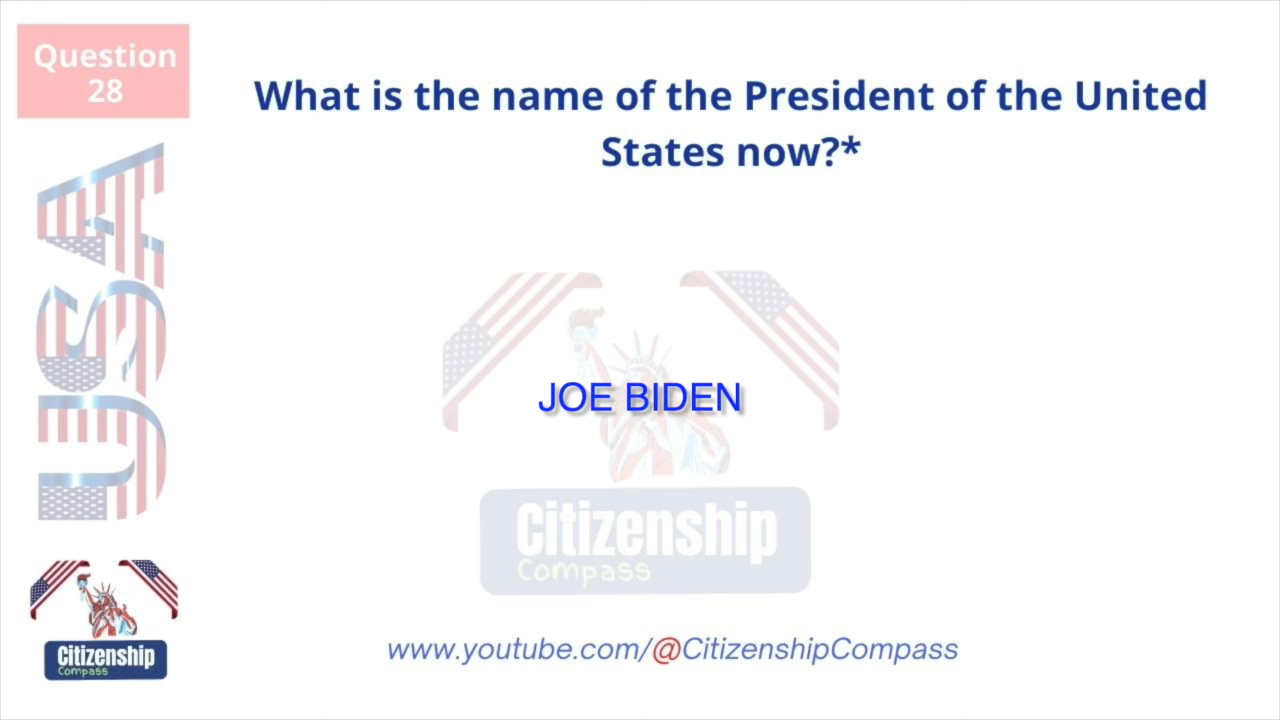 Question
28
What is the name of the President of the United
States now?*
USA
JOE BIDEN
Citizenship
Compass
www.youtube.com/@CitizenshipCompass
Citizenship
Compass